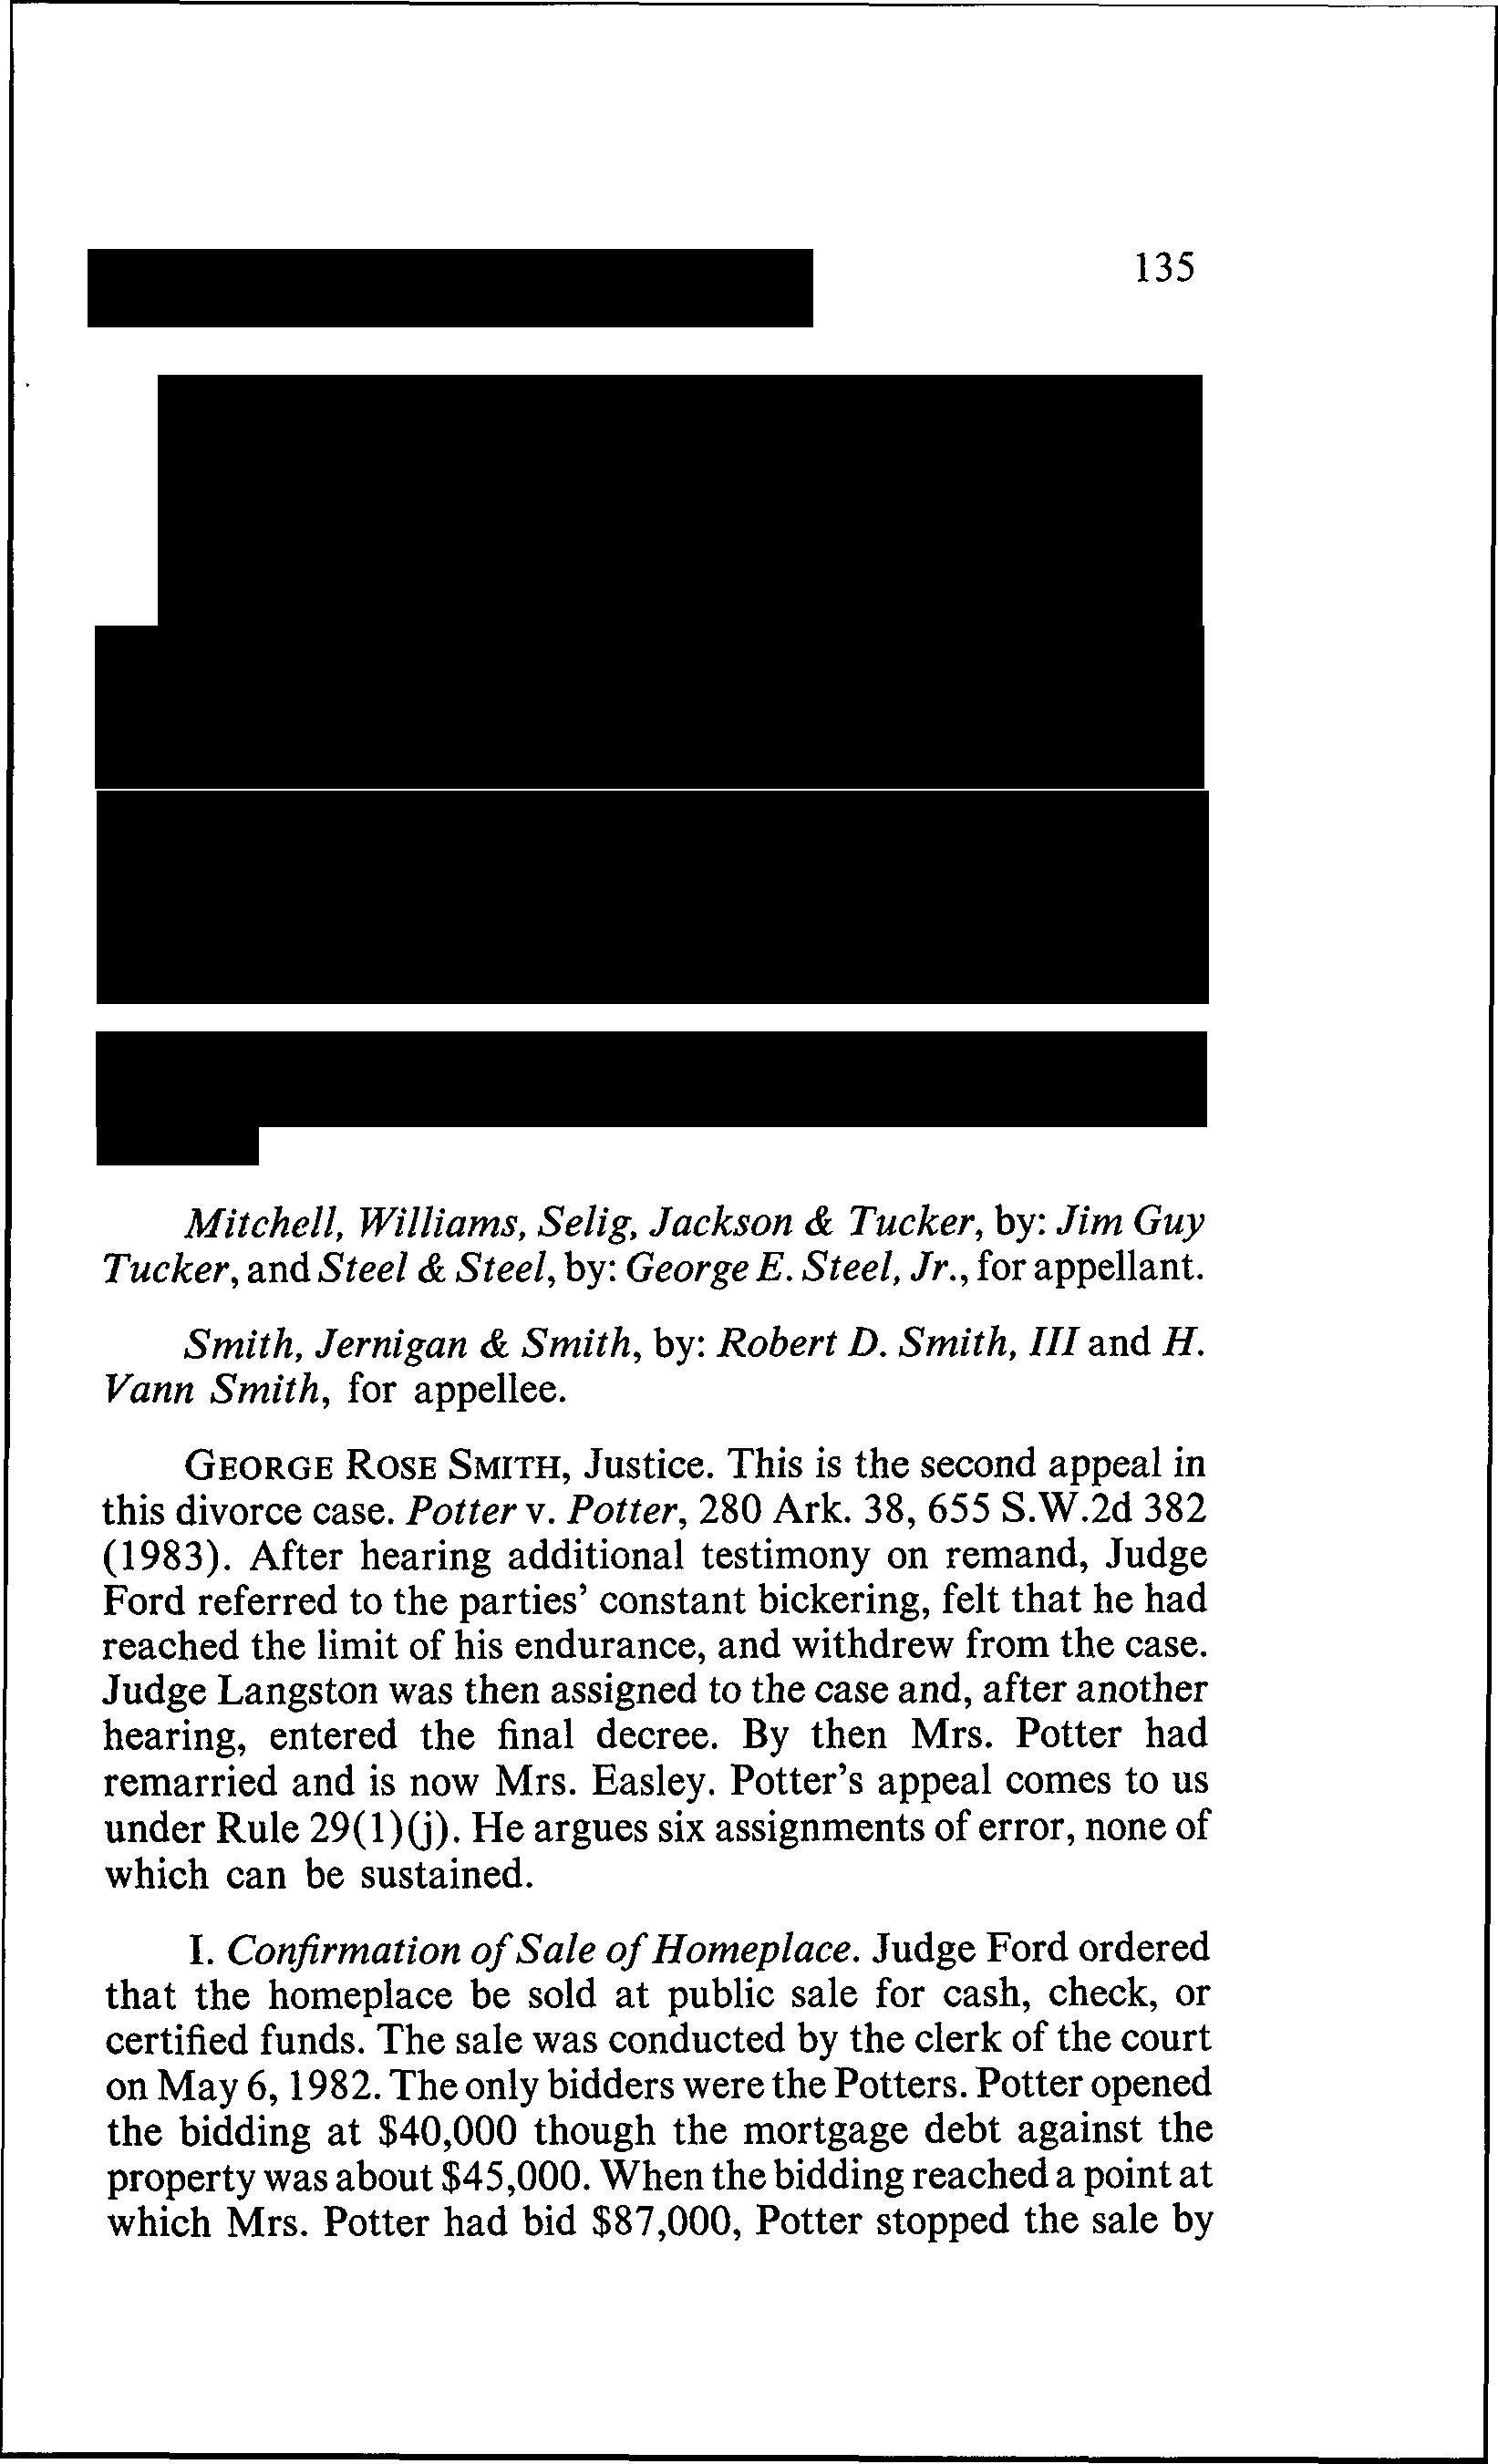 135
Mitchell, Williams, Selig, Jackson & Tucker, by: Jim Guy
Tucker, and Steel & Steel, by: George E. Steel, Jr., for appellant.
Smith, Jernigan & Smith, by: Robert D. Smith, III and H.
Vann Smith, for appellee.
GEORGE ROSE SMITH, Justice. This is the second appeal in
this divorce case. Potter v. Potter, 280 Ark. 38, 655 S.W.2d 382
(1983). After hearing additional testimony on remand, Judge
Ford referred to the parties' constant bickering, felt that he had
reached the limit of his endurance, and withdrew from the case.
Judge Langston was then assigned to the case and, after another
hearing, entered the final decree. By then Mrs. Potter had
remarried and is now Mrs. Easley. Potter's appeal comes to us
under Rule 29(1)(j). He argues six assignments of error, none of
which can be sustained.
I. Confirmation of Sale of Homeplace. Judge Ford ordered
that the homeplace be sold at public sale for cash, check, or
certified funds. The sale was conducted by the clerk of the court
on May 6, 1982. The only bidders were the Potters. Potter opened
the bidding at $40,000 though the mortgage debt against the
property was about $45,000. When the bidding reached a point at
which Mrs. Potter had bid $87,000, Potter stopped the sale by